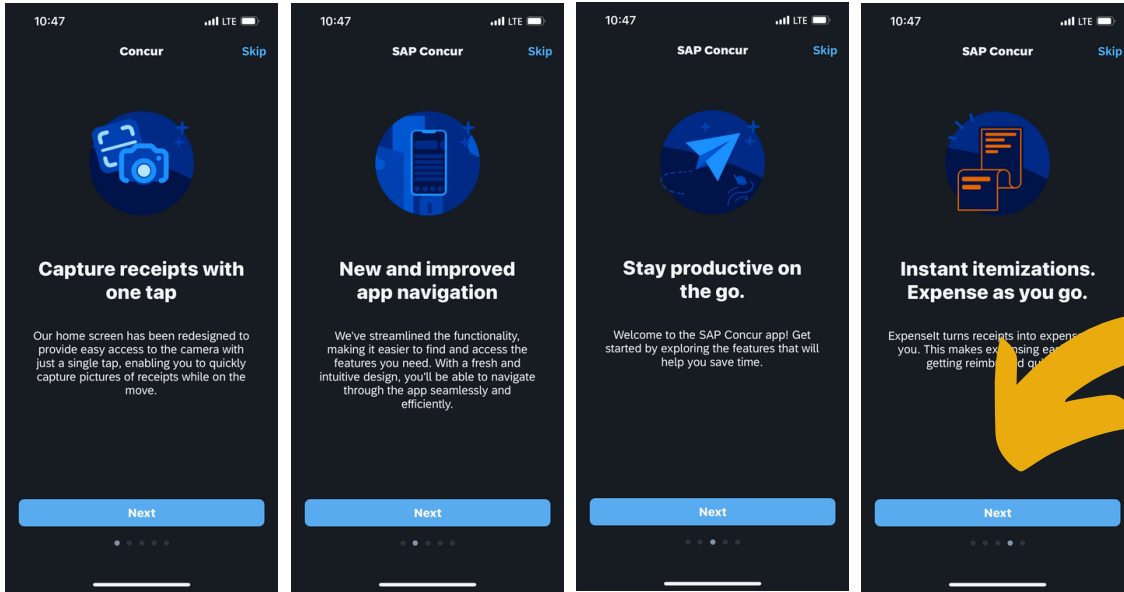 10:47
LTE
Concur
Skip
Capture receipts with
one tap
Our home screen has been redesigned to
provide easy access to the camera with
just a single tap, enabling you to quickly
capture pictures of receipts while on the
move.
Next
10:47
LTE
SAP Concur
Skip
New and improved
app navigation
We've streamlined the functionality,
making it easier to find and access the
features you need. With a fresh and
intuitive design, you'll be able to navigate
through the app seamlessly and
efficiently.
Next
10:47
LTE
SAP Concur
Skip
Stay productive on
the go.
Welcome to the SAP Concur app! Get
started by exploring the features that will
help you save time.
Next
10:47
LTE
SAP Concur
Skip
Instant itemizations.
Expense as you go.
ExpenseIt turns receipts into
you. This makes
getting
Next